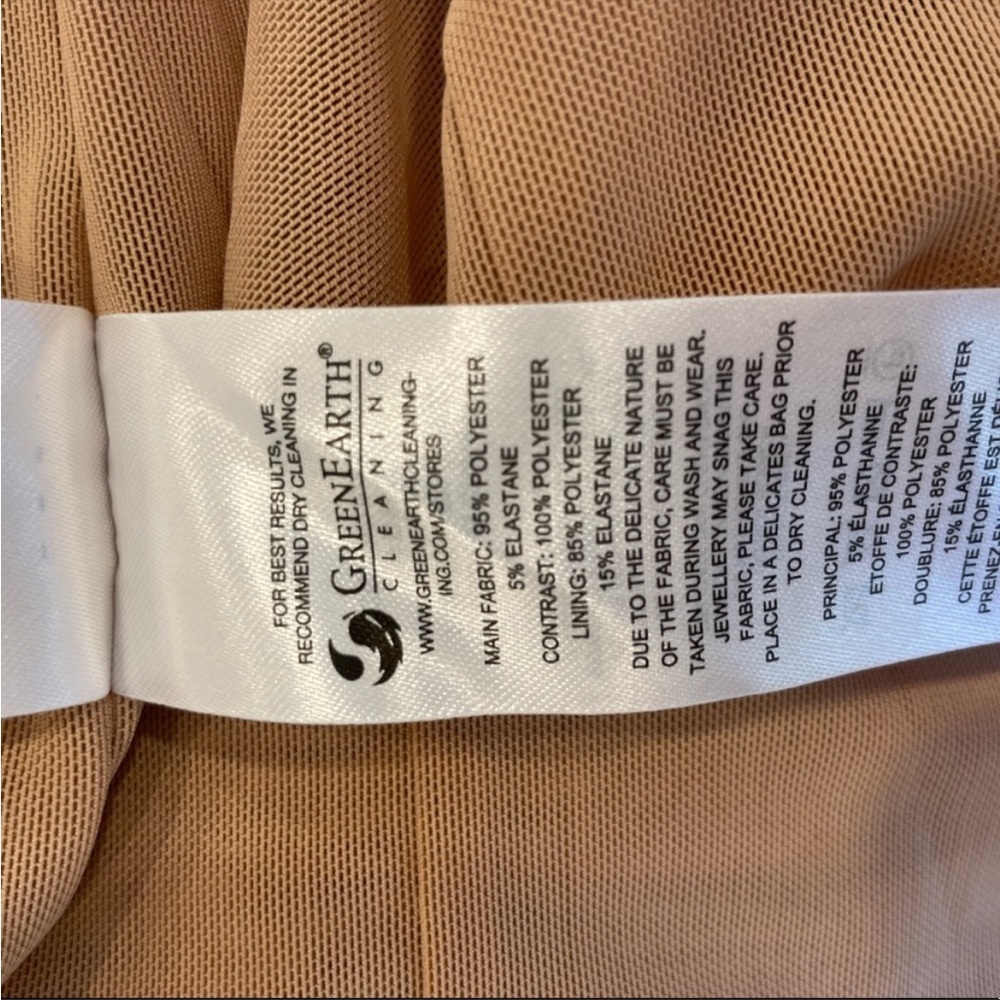 FOR BEST RESULTS, WE
RECOMMEND DRY CLEANING IN
GREENEARTH®
CLEANING
WWW.GREENEARTHCLEANING-
ING.COM/STORES
MAIN FABRIC: 95% POLYESTER
5% ELASTANE
CONTRAST: 100% POLYESTER
LINING: 85% POLYESTER
15% ELASTANE
DUE TO THE DELICATE NATURE
OF THE FABRIC, CARE MUST BE
TAKEN DURING WASH AND WEAR.
JEWELLERY MAY SNAG THIS
FABRIC, PLEASE TAKE CARE.
PLACE IN A DELICATES BAG PRIOR
TO DRY CLEANING.
PRINCIPAL: 95% POLYESTER
5% ÉLASTHANNE
ETOFFE DE CONTRASTE:
100% POLYESTER
DOUBLURE: 85% POLYESTER
15% ÉLASTHANNE
CETTE ÉTOFFE EST
PRENEZ